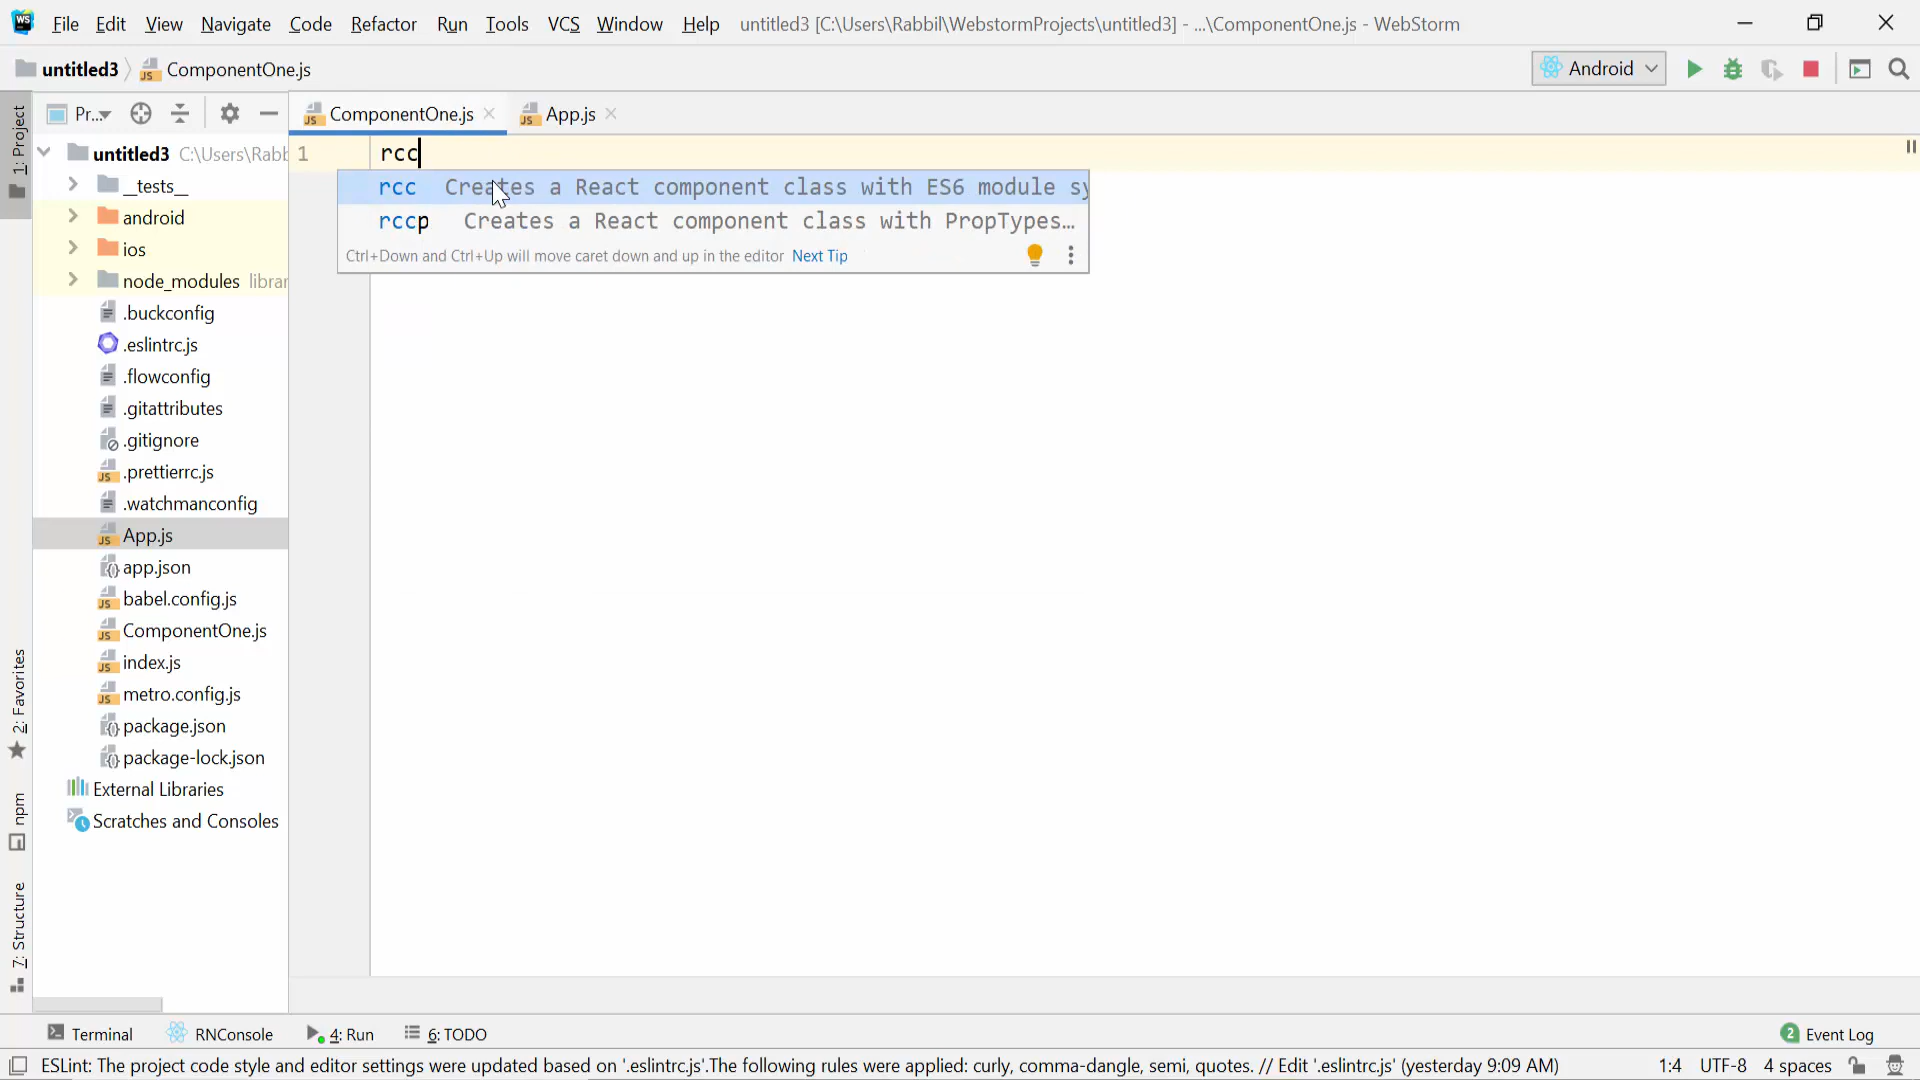 File Edit View Navigate Code Refactor Run Tools VCS Window Help untitled3 [C:\Users\Rabbil\WebstormProjects\untitled3] - ...\ComponentOne.js - WebStorm
untitled3 ComponentOne.js Android
1: Project
Pr... ComponentOne.js App.js
untitled3 C:\Users\Rabb
1 rcc
rcc Creates a React component class with ES6 module sy
rccp Creates a React component class with PropTypes...
Ctrl+Down and Ctrl+Up will move caret down and up in the editor Next Tip
__tests__
android
ios
node_modules librar
.buckconfig
.eslintrc.js
.flowconfig
.gitattributes
.gitignore
.prettierrc.js
.watchmanconfig
App.js
app.json
babel.config.js
ComponentOne.js
index.js
metro.config.js
package.json
package-lock.json
External Libraries
Scratches and Consoles
2: Favorites
npm
7: Structure
Terminal RNConsole 4: Run 6: TODO 2 Event Log
ESLint: The project code style and editor settings were updated based on '.eslintrc.js'.The following rules were applied: curly, comma-dangle, semi, quotes. // Edit '.eslintrc.js' (yesterday 9:09 AM) 1:4 UTF-8 4 spaces